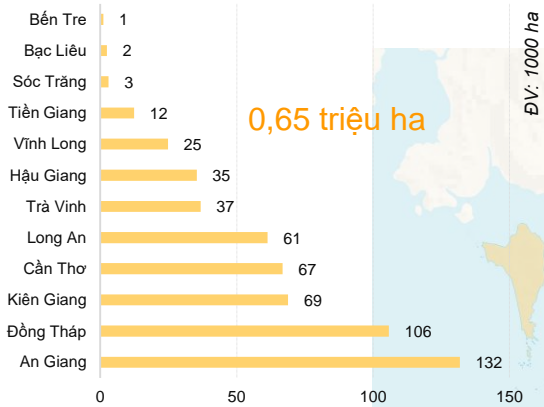 Bến Tre 1
Bạc Liêu 2
Sóc Trăng 3
Tiền Giang 12
Vĩnh Long 25
Hậu Giang 35
Trà Vinh 37
Long An 61
Cần Thơ 67
Kiên Giang 69
Đồng Tháp 106
An Giang 132
0 50 100 150
0,65 triệu ha
ĐV: 1000 ha